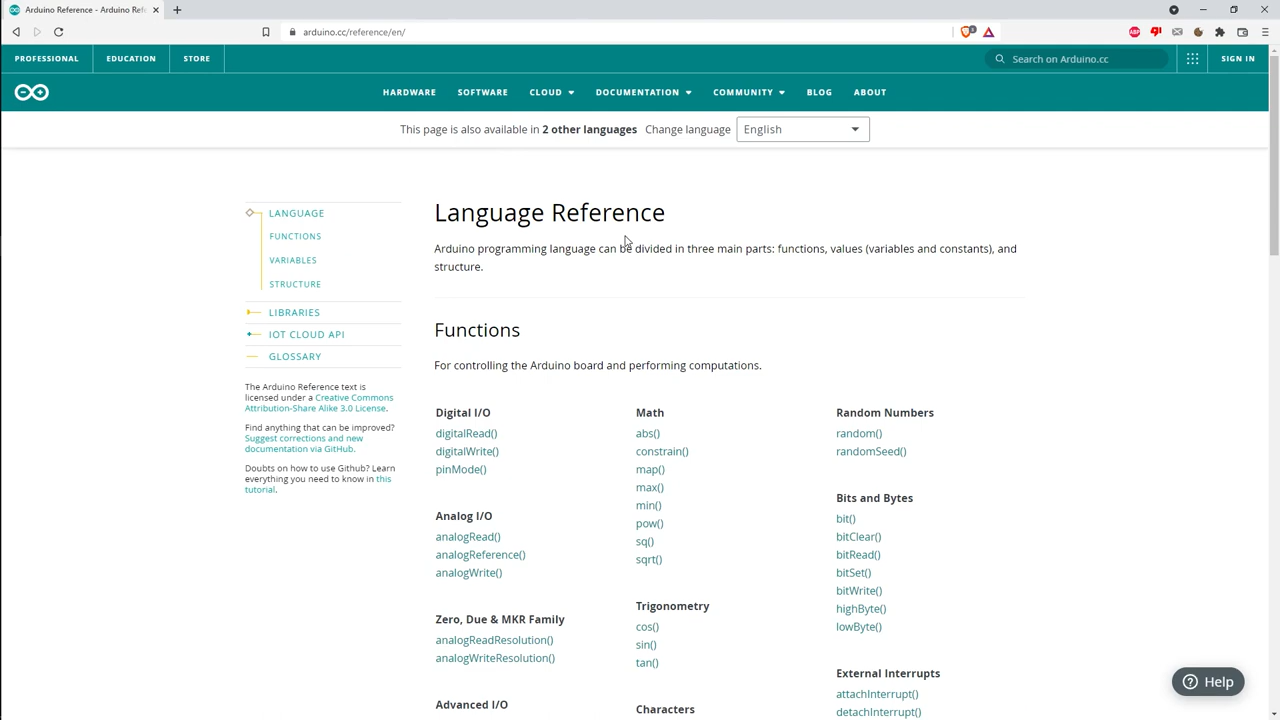 Arduino Reference - Arduino Ref
arduino.cc/reference/en/
PROFESSIONAL
EDUCATION
STORE
Search on Arduino.cc
SIGN IN
HARDWARE
SOFTWARE
CLOUD
DOCUMENTATION
COMMUNITY
BLOG
ABOUT
This page is also available in 2 other languages
Change language
English
LANGUAGE
FUNCTIONS
VARIABLES
STRUCTURE
LIBRARIES
IOT CLOUD API
GLOSSARY
The Arduino Reference text is
licensed under a Creative Commons
Attribution-Share Alike 3.0 License.
Find anything that can be improved?
Suggest corrections and new
documentation via GitHub.
Doubts on how to use Github? Learn
everything you need to know in this
tutorial.
Language Reference
Arduino programming language can be divided in three main parts: functions, values (variables and constants), and
structure.
Functions
For controlling the Arduino board and performing computations.
Digital I/O
digitalRead()
digitalWrite()
pinMode()
Analog I/O
analogRead()
analogReference()
analogWrite()
Zero, Due & MKR Family
analogReadResolution()
analogWriteResolution()
Advanced I/O
Math
abs()
constrain()
map()
max()
min()
pow()
sq()
sqrt()
Trigonometry
cos()
sin()
tan()
Characters
Random Numbers
random()
randomSeed()
Bits and Bytes
bit()
bitClear()
bitRead()
bitSet()
bitWrite()
highByte()
lowByte()
External Interrupts
attachInterrupt()
detachInterrupt()
Help